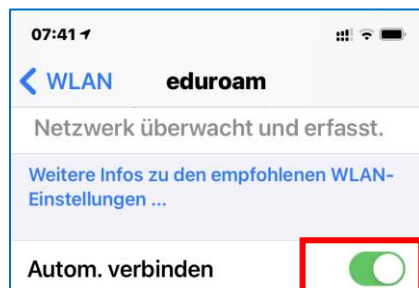 07:41
WLAN eduroam
Netzwerk überwacht und erfasst.
Weitere Infos zu den empfohlenen WLAN-
Einstellungen ...
Autom. verbinden